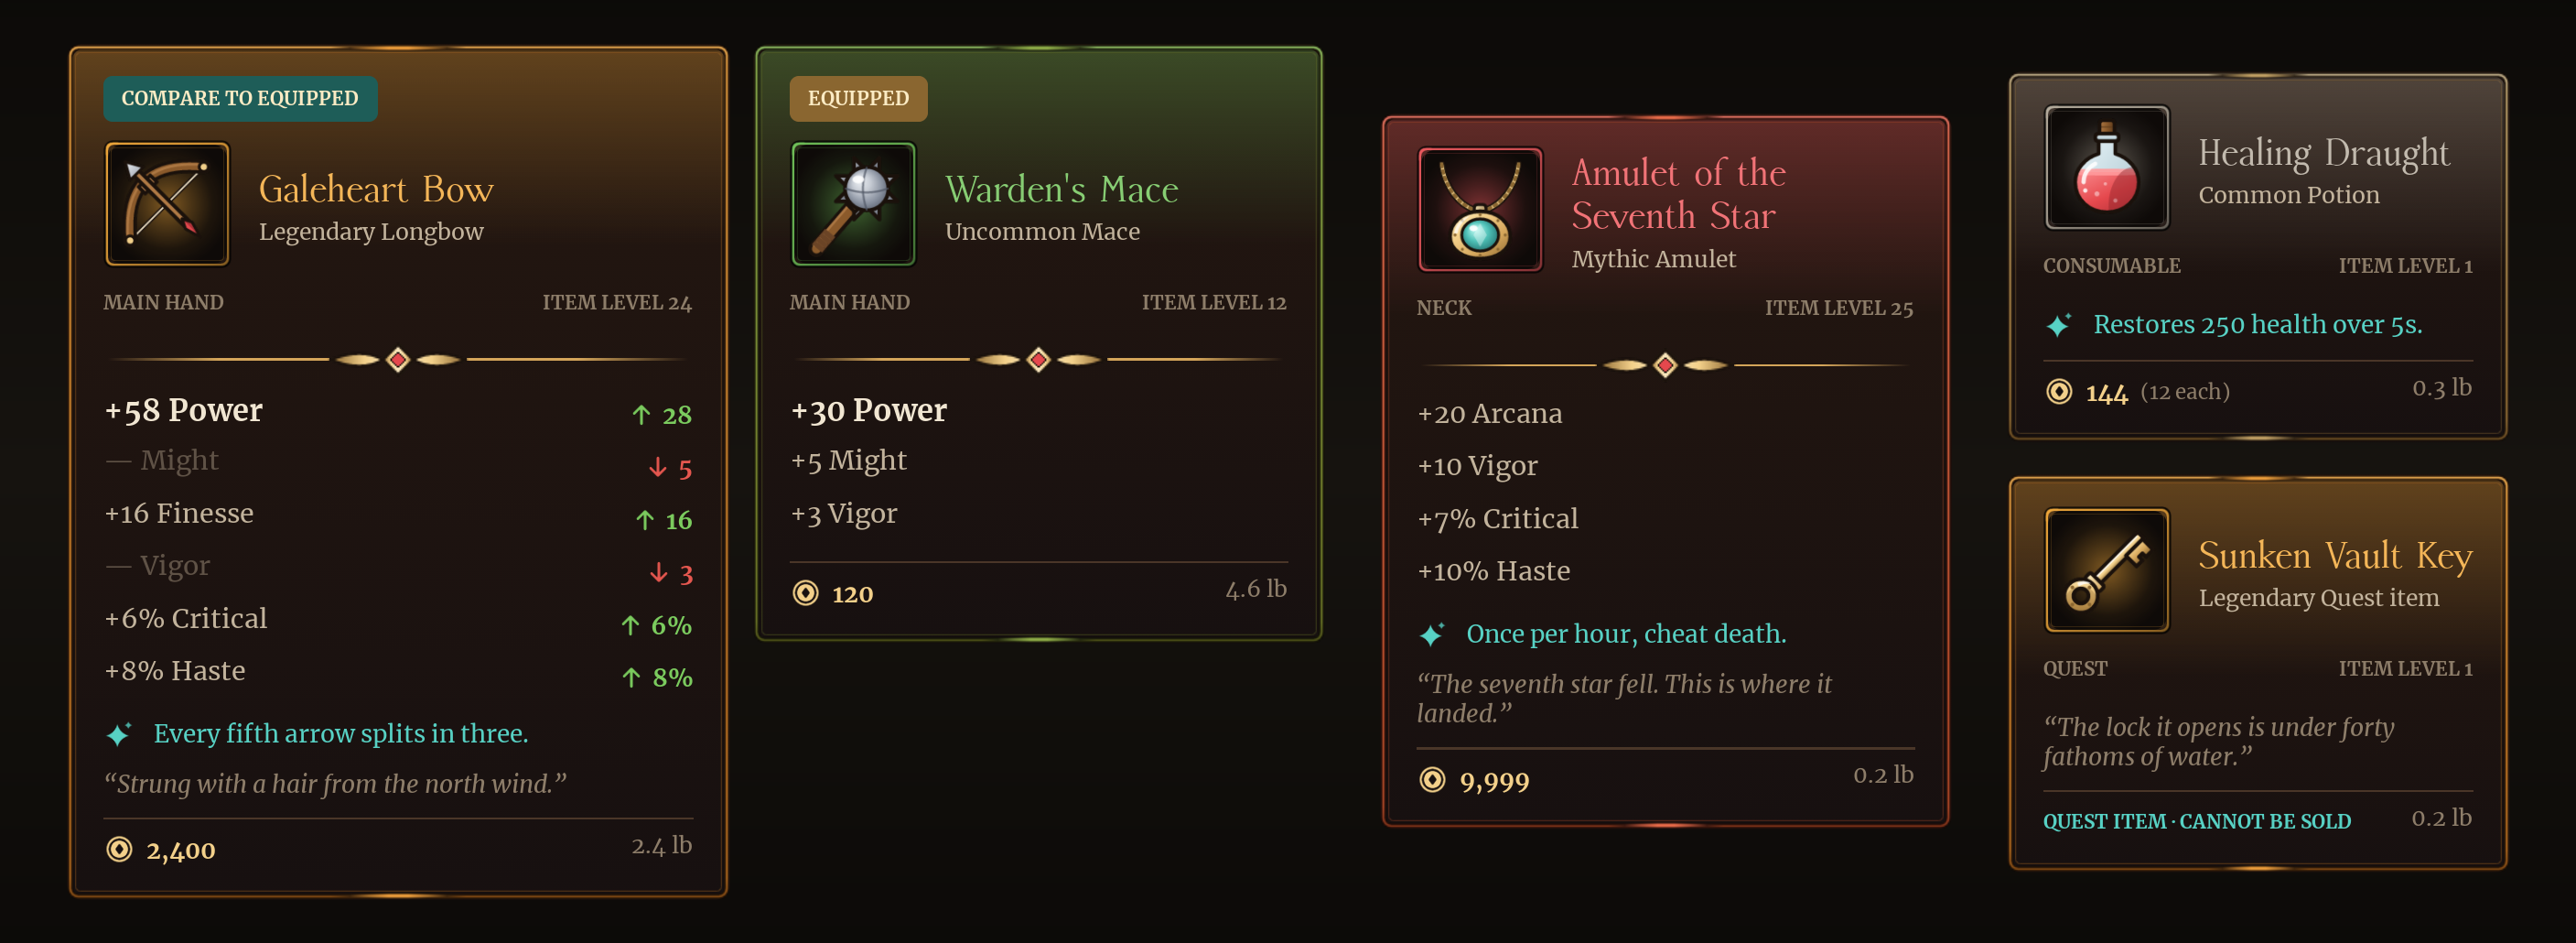 COMPARE TO EQUIPPED
Galeheart Bow
Legendary Longbow
MAIN HAND ITEM LEVEL 24
+58 Power ↑ 28
— Might ↓ 5
+16 Finesse ↑ 16
— Vigor ↓ 3
+6% Critical ↑ 6%
+8% Haste ↑ 8%
Every fifth arrow splits in three.
“Strung with a hair from the north wind.”
2,400 2.4 lb
EQUIPPED
Warden's Mace
Uncommon Mace
MAIN HAND ITEM LEVEL 12
+30 Power
+5 Might
+3 Vigor
120 4.6 lb
Amulet of the
Seventh Star
Mythic Amulet
NECK ITEM LEVEL 25
+20 Arcana
+10 Vigor
+7% Critical
+10% Haste
Once per hour, cheat death.
“The seventh star fell. This is where it
landed.”
9,999 0.2 lb
Healing Draught
Common Potion
CONSUMABLE ITEM LEVEL 1
Restores 250 health over 5s.
144 (12 each) 0.3 lb
Sunken Vault Key
Legendary Quest item
QUEST ITEM LEVEL 1
“The lock it opens is under forty
fathoms of water.”
QUEST ITEM · CANNOT BE SOLD 0.2 lb